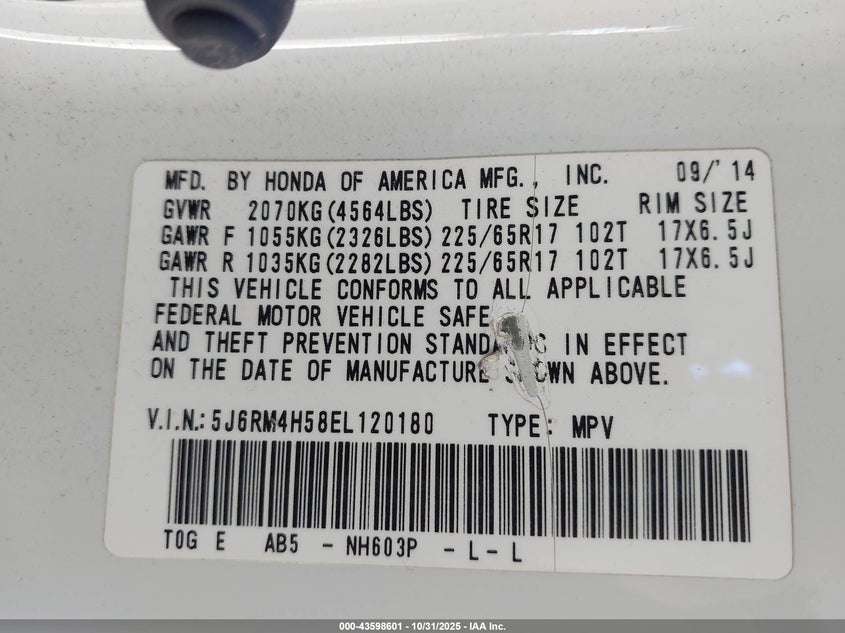 MFD. BY HONDA OF AMERICA MFG., INC. 09/'14
GVWR 2070KG(4564LBS) TIRE SIZE RIM SIZE
GAWR F 1055KG(2326LBS) 225/65R17 102T 17X6.5J
GAWR R 1035KG(2282LBS) 225/65R17 102T 17X6.5J
THIS VEHICLE CONFORMS TO ALL APPLICABLE
FEDERAL MOTOR VEHICLE SAFE
AND THEFT PREVENTION STANDARDS IN EFFECT
ON THE DATE OF MANUFACTURE SHOWN ABOVE.
V.I.N.: 5J6RM4H58EL120180 TYPE: MPV
TOG E AB5 - NH603P - L - L
000-43598601 - 10/31/2025 - IAA Inc.